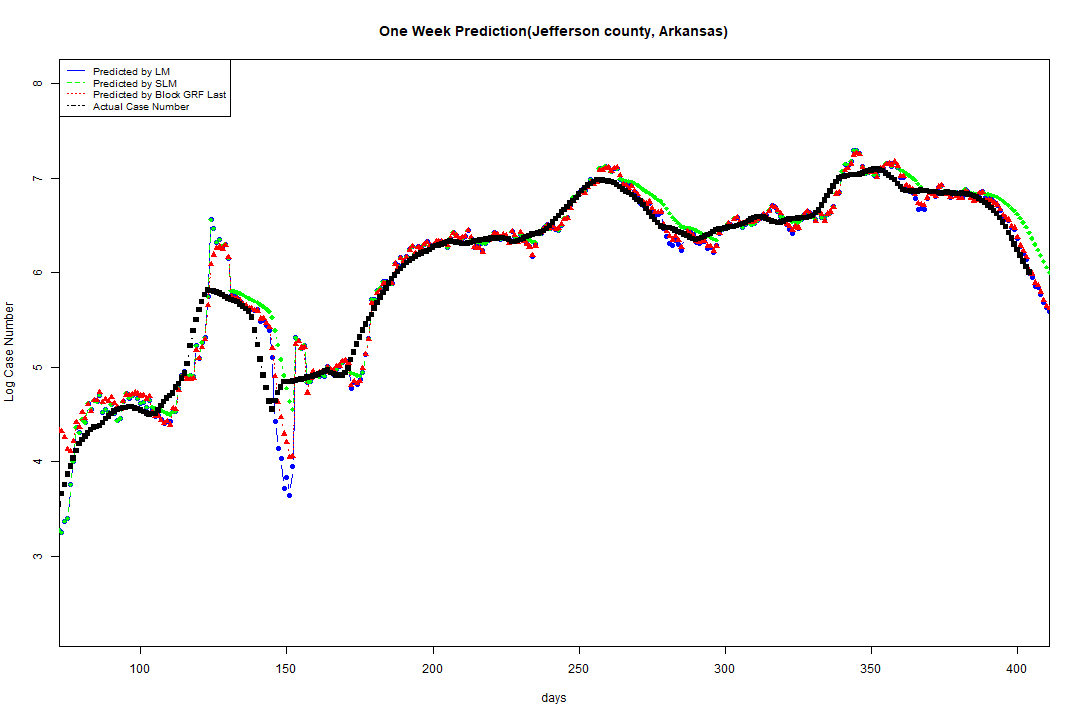 One Week Prediction(Jefferson county, Arkansas)
Predicted by LM
Predicted by SLM
Predicted by Block GRF Last
Actual Case Number
8
7
6
5
4
3
Log Case Number
100 150 200 250 300 350 400
days